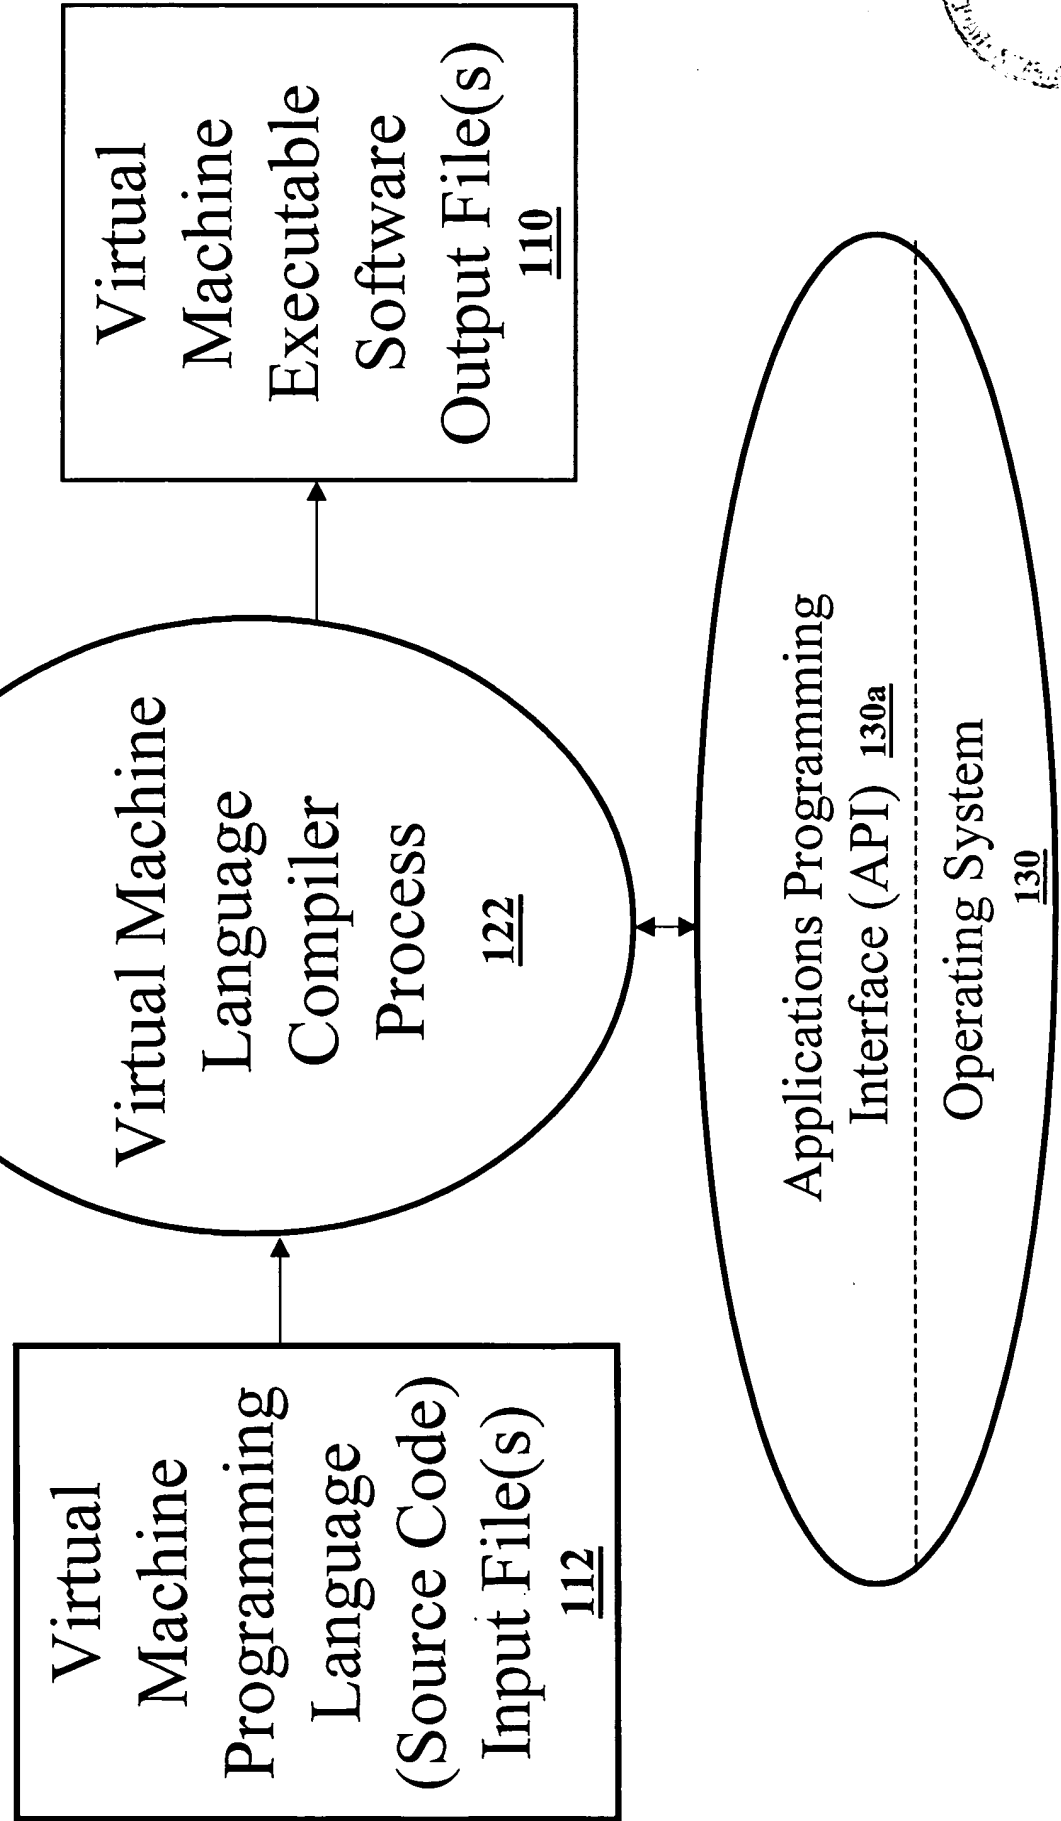 Virtual
Machine
Programming
Language
(Source Code)
Input File(s)
112
Virtual Machine
Language
Compiler
Process
122
Virtual
Machine
Executable
Software
Output File(s)
110
Applications Programming
Interface (API) 130a
Operating System
130